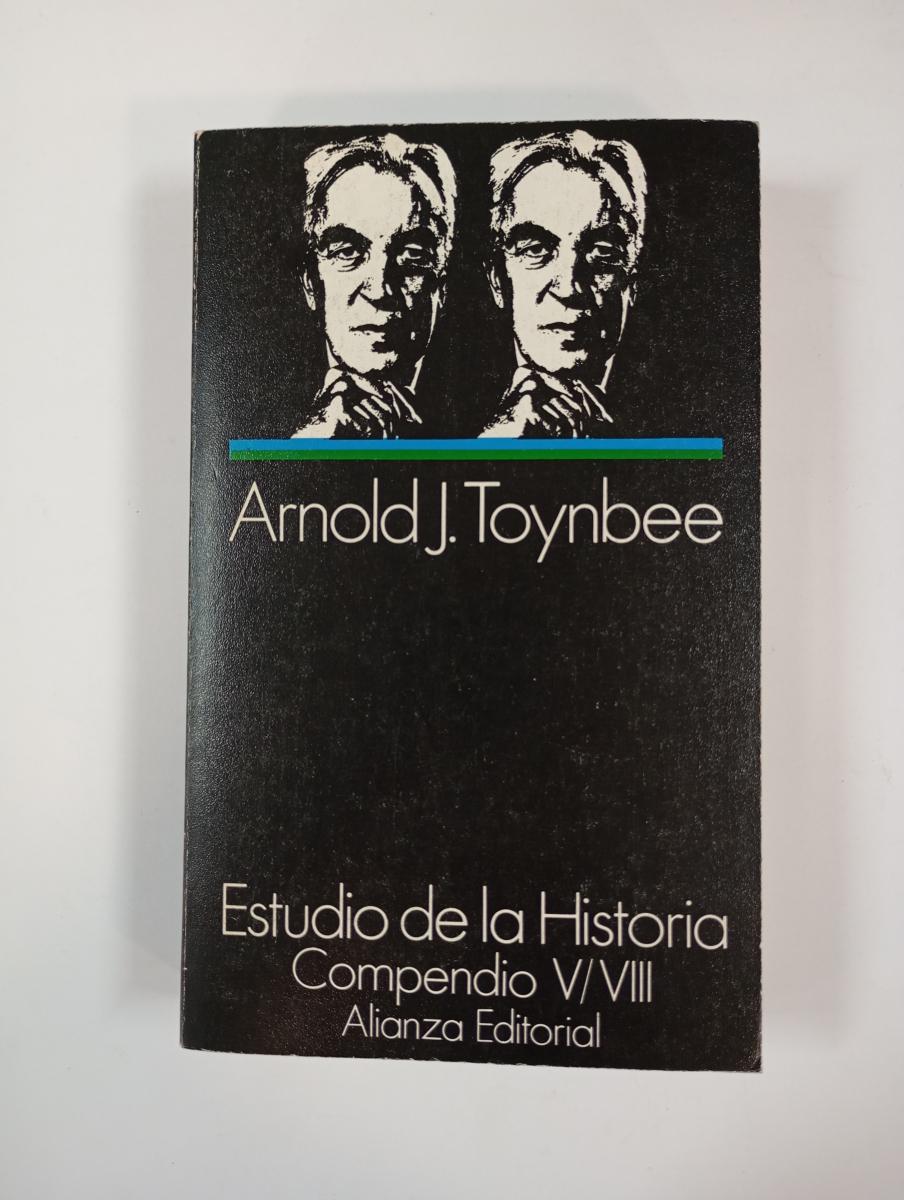 Arnold J. Toynbee
Estudio de la Historia
Compendio V/VIII
Alianza Editorial